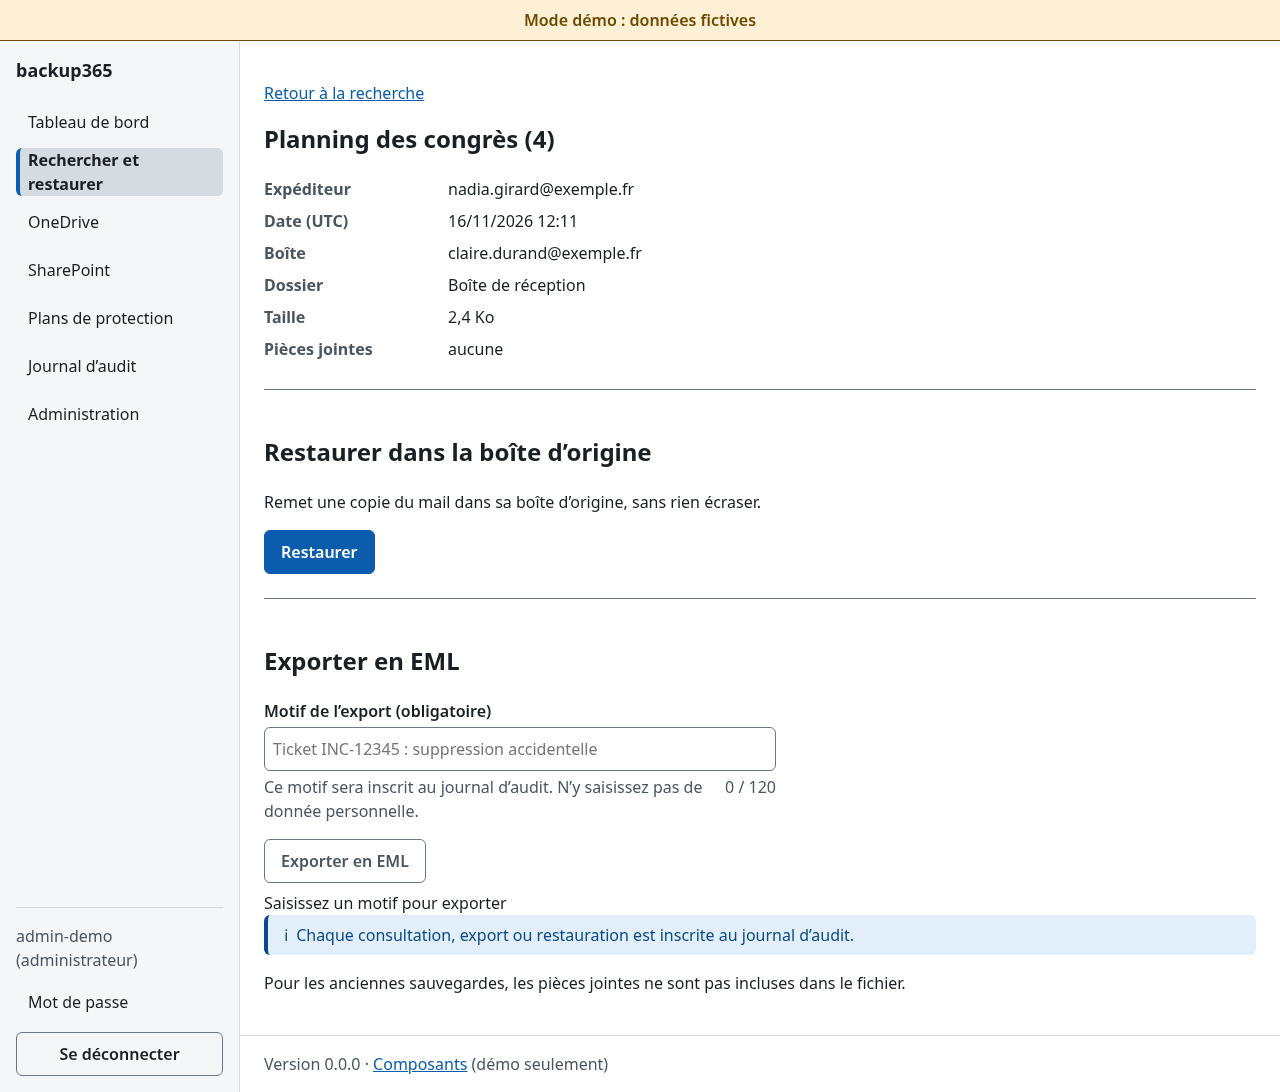 Mode démo : données fictives
backup365
Tableau de bord
Rechercher et
restaurer
OneDrive
SharePoint
Plans de protection
Journal d’audit
Administration
admin-demo
(administrateur)
Mot de passe
Se déconnecter
Retour à la recherche
Planning des congrès (4)
Expéditeur nadia.girard@exemple.fr
Date (UTC) 16/11/2026 12:11
Boîte claire.durand@exemple.fr
Dossier Boîte de réception
Taille 2,4 Ko
Pièces jointes aucune
Restaurer dans la boîte d’origine
Remet une copie du mail dans sa boîte d’origine, sans rien écraser.
Restaurer
Exporter en EML
Motif de l’export (obligatoire)
Ticket INC-12345 : suppression accidentelle
Ce motif sera inscrit au journal d’audit. N’y saisissez pas de 0 / 120
donnée personnelle.
Exporter en EML
Saisissez un motif pour exporter
i Chaque consultation, export ou restauration est inscrite au journal d’audit.
Pour les anciennes sauvegardes, les pièces jointes ne sont pas incluses dans le fichier.
Version 0.0.0 · Composants (démo seulement)